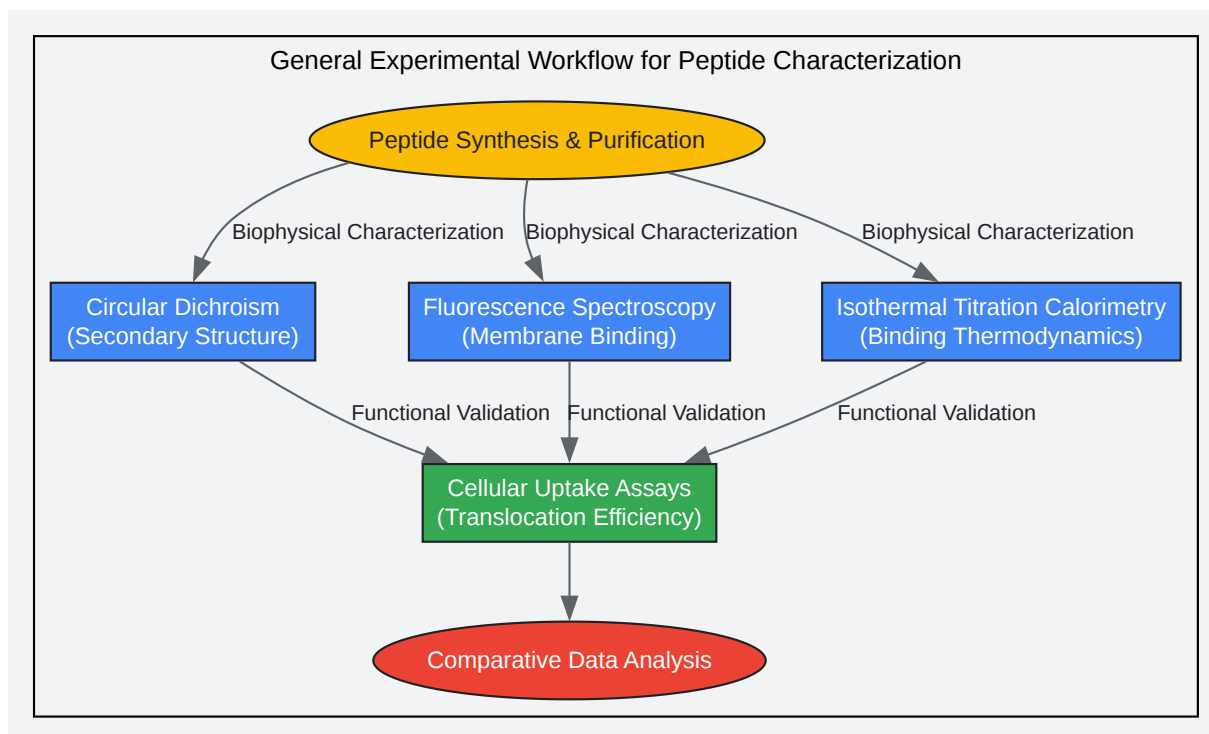 General Experimental Workflow for Peptide Characterization
Peptide Synthesis & Purification
Biophysical Characterization
Biophysical Characterization
Biophysical Characterization
Circular Dichroism
(Secondary Structure)
Fluorescence Spectroscopy
(Membrane Binding)
Isothermal Titration Calorimetry
(Binding Thermodynamics)
Functional Validation
Functional Validation
Functional Validation
Cellular Uptake Assays
(Translocation Efficiency)
Comparative Data Analysis